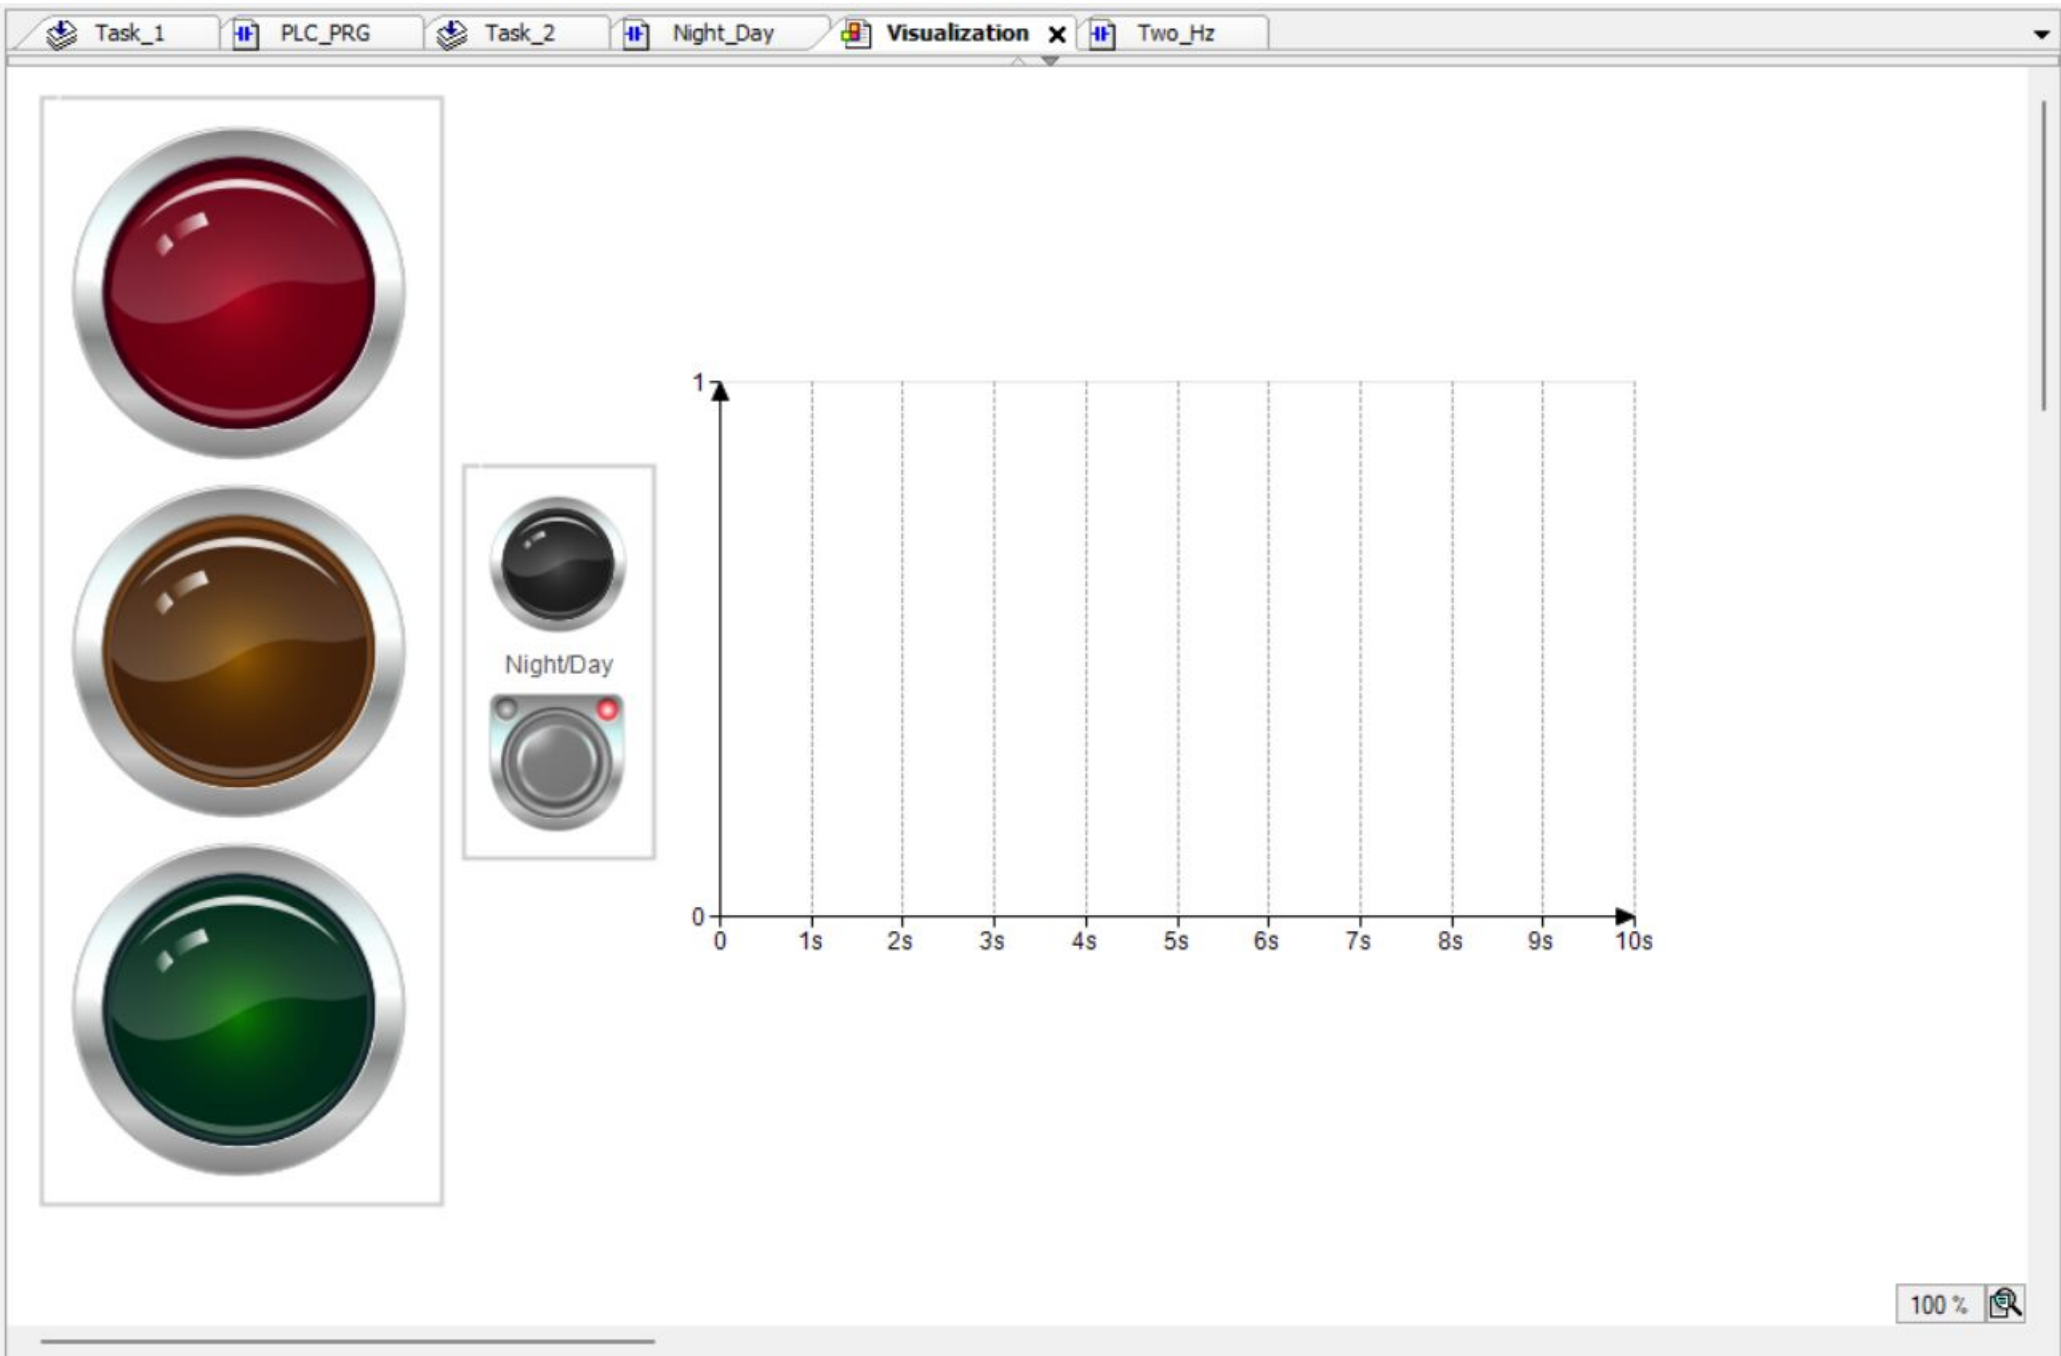 Task_1 PLC_PRG Task_2 Night_Day Visualization Two_Hz
1
Night/Day
0
0 1s 2s 3s 4s 5s 6s 7s 8s 9s 10s
100 %